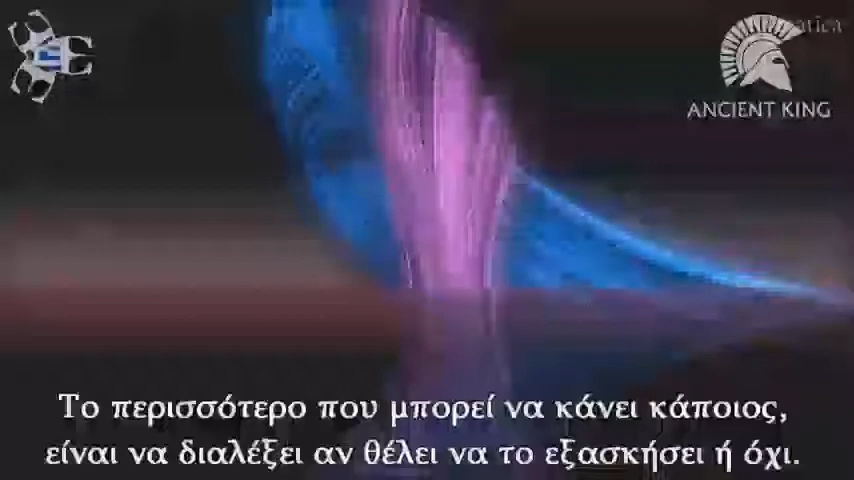 ANCIENT KING
Το περισσότερο που μπορεί να κάνει κάποιος,
είναι να διαλέξει αν θέλει να το εξασκήσει ή όχι.